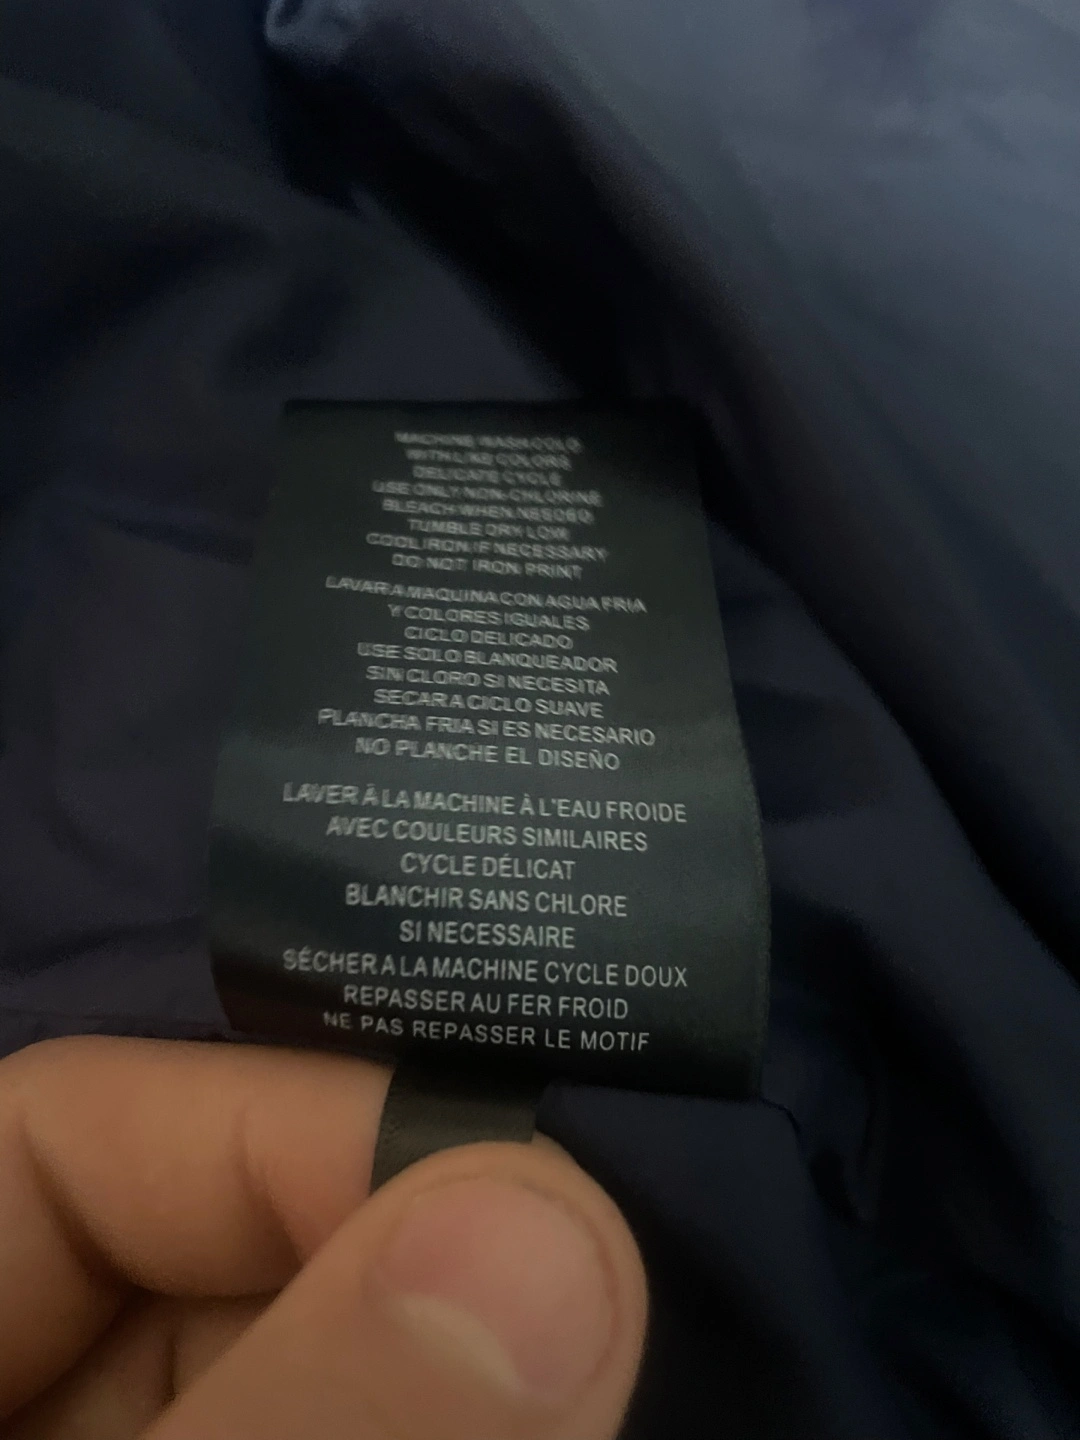 MACHINE WASH COLD
WITH LIKE COLORS
DELICATE CYCLE
USE ONLY NON-CHLORINE
BLEACH WHEN NEEDED
TUMBLE DRY LOW
COOL IRON IF NECESSARY
DO NOT IRON PRINT
LAVAR A MAQUINA CON AGUA FRIA
Y COLORES IGUALES
CICLO DELICADO
USE SOLO BLANQUEADOR
SIN CLORO SI NECESITA
SECAR A CICLO SUAVE
PLANCHA FRIA SI ES NECESARIO
NO PLANCHE EL DISEÑO
LAVER À LA MACHINE À L'EAU FROIDE
AVEC COULEURS SIMILAIRES
CYCLE DÉLICAT
BLANCHIR SANS CHLORE
SI NECESSAIRE
SÉCHER A LA MACHINE CYCLE DOUX
REPASSER AU FER FROID
NE PAS REPASSER LE MOTIF